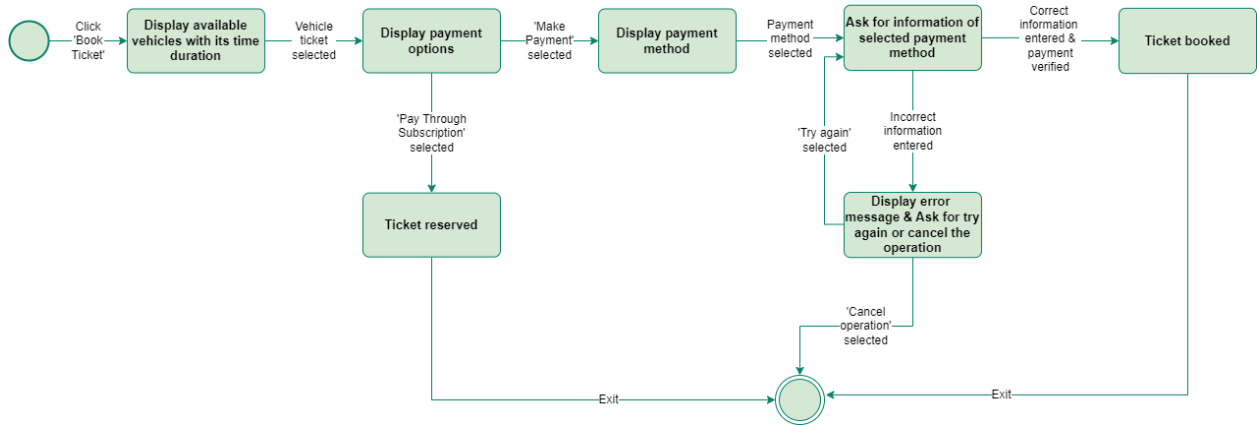 Click
'Book
Ticket'
Display available
vehicles with its time
duration
Vehicle
ticket
selected
Display payment
options
'Make
Payment'
selected
Display payment
method
Payment
method
selected
Ask for information of
selected payment
method
Correct
information
entered &
payment
verified
Ticket booked
'Pay Through
Subscription'
selected
'Try again'
selected
Incorrect
information
entered
Ticket reserved
Display error
message & Ask for try
again or cancel the
operation
'Cancel
operation'
selected
Exit
Exit